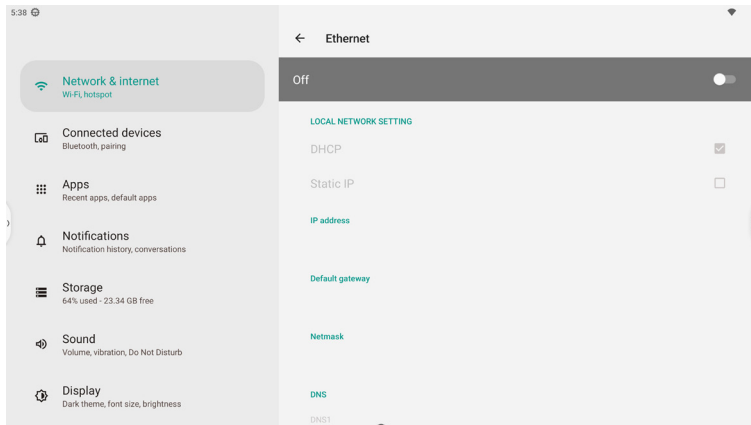 5:38
Ethernet
Network & internet
Wi-Fi, hotspot
Off
Connected devices
Bluetooth, pairing
LOCAL NETWORK SETTING
DHCP
Apps
Recent apps, default apps
Static IP
IP address
Notifications
Notification history, conversations
Default gateway
Storage
64% used - 23.34 GB free
Netmask
Sound
Volume, vibration, Do Not Disturb
Display
Dark theme, font size, brightness
DNS
DNS1